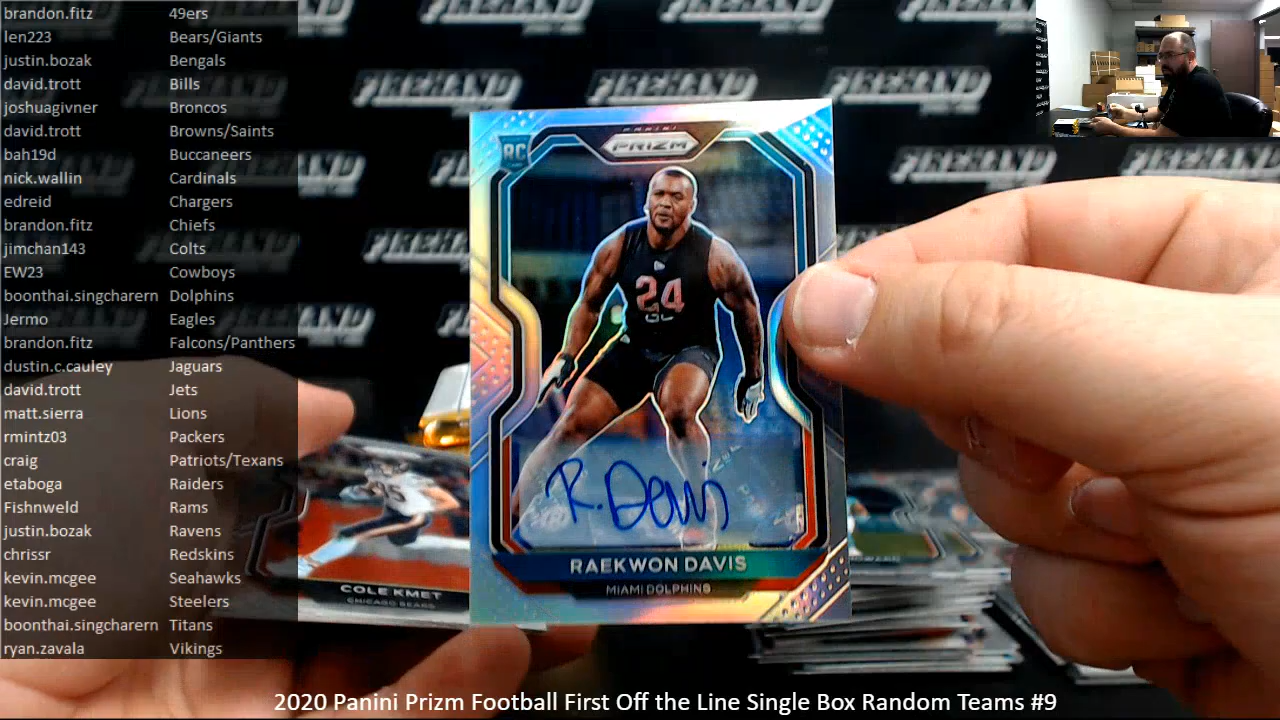 brandon.fitz 49ers
len223 Bears/Giants
justin.bozak Bengals
david.trott Bills
joshuagivner Broncos
david.trott Browns/Saints
bah19d Buccaneers
nick.wallin Cardinals
edreid Chargers
brandon.fitz Chiefs
jimchan143 Colts
EW23 Cowboys
boonthai.singcharern Dolphins
Jermo Eagles
brandon.fitz Falcons/Panthers
dustin.c.cauley Jaguars
david.trott Jets
matt.sierra Lions
rmintz03 Packers
craig Patriots/Texans
etaboga Raiders
Fishnweld Rams
justin.bozak Ravens
chrissr Redskins
kevin.mcgee Seahawks
kevin.mcgee Steelers
boonthai.singcharern Titans
ryan.zavala Vikings
FIREHAND
PANINI
PRIZM
RC
24
R. Davis
RAEKWON DAVIS
MIAMI DOLPHINS
COLE KMET
CHICAGO BEARS
2020 Panini Prizm Football First Off the Line Single Box Random Teams #9